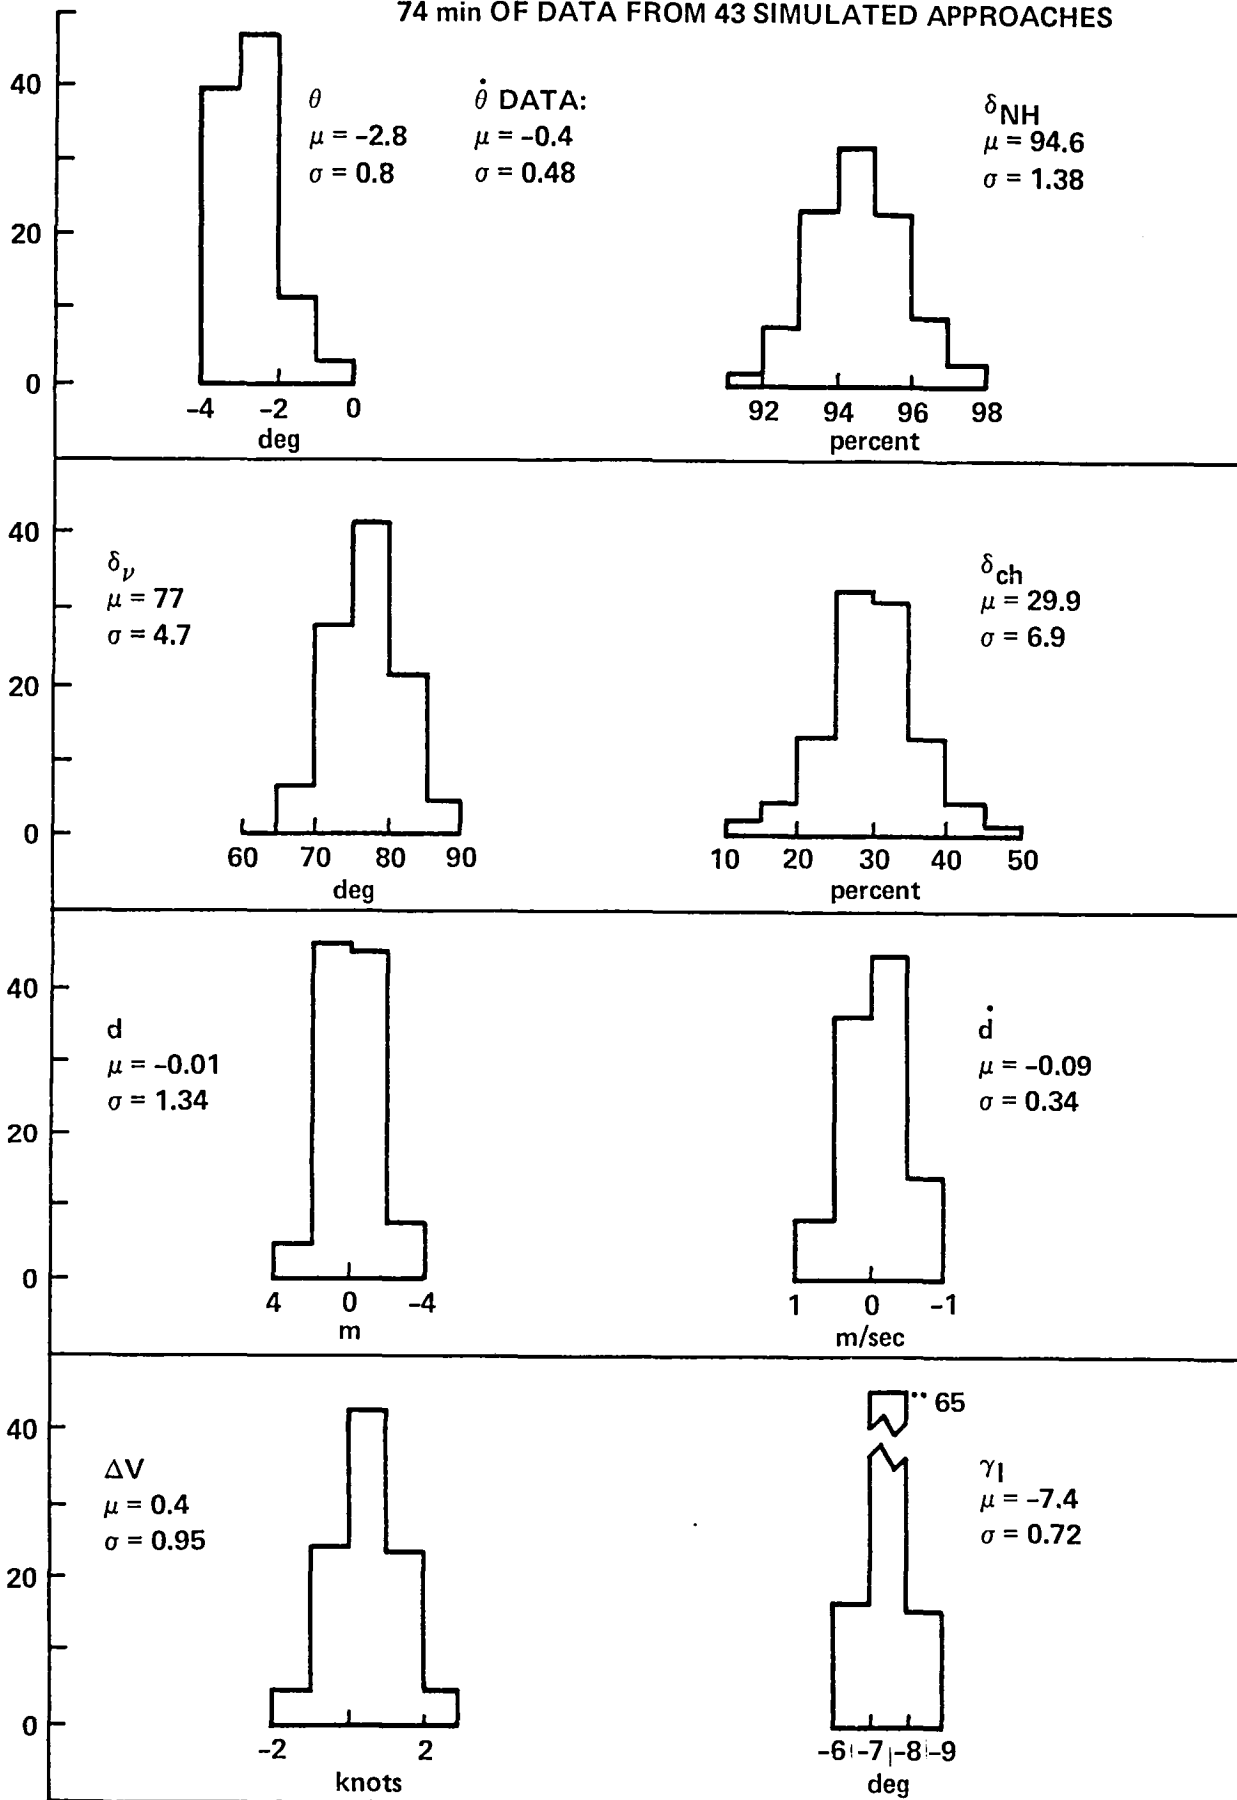 74 min OF DATA FROM 43 SIMULATED APPROACHES
40
20
0
θ
μ = –2.8
σ = 0.8
θ̇ DATA:
μ = –0.4
σ = 0.48
–4 –2 0
deg
δNH
μ = 94.6
σ = 1.38
92 94 96 98
percent
40
20
0
δν
μ = 77
σ = 4.7
60 70 80 90
deg
δch
μ = 29.9
σ = 6.9
10 20 30 40 50
percent
40
20
0
d
μ = –0.01
σ = 1.34
4 0 –4
m
ḋ
μ = –0.09
σ = 0.34
1 0 –1
m/sec
40
20
0
ΔV
μ = 0.4
σ = 0.95
–2 2
knots
65
γI
μ = –7.4
σ = 0.72
–6 –7 –8 –9
deg